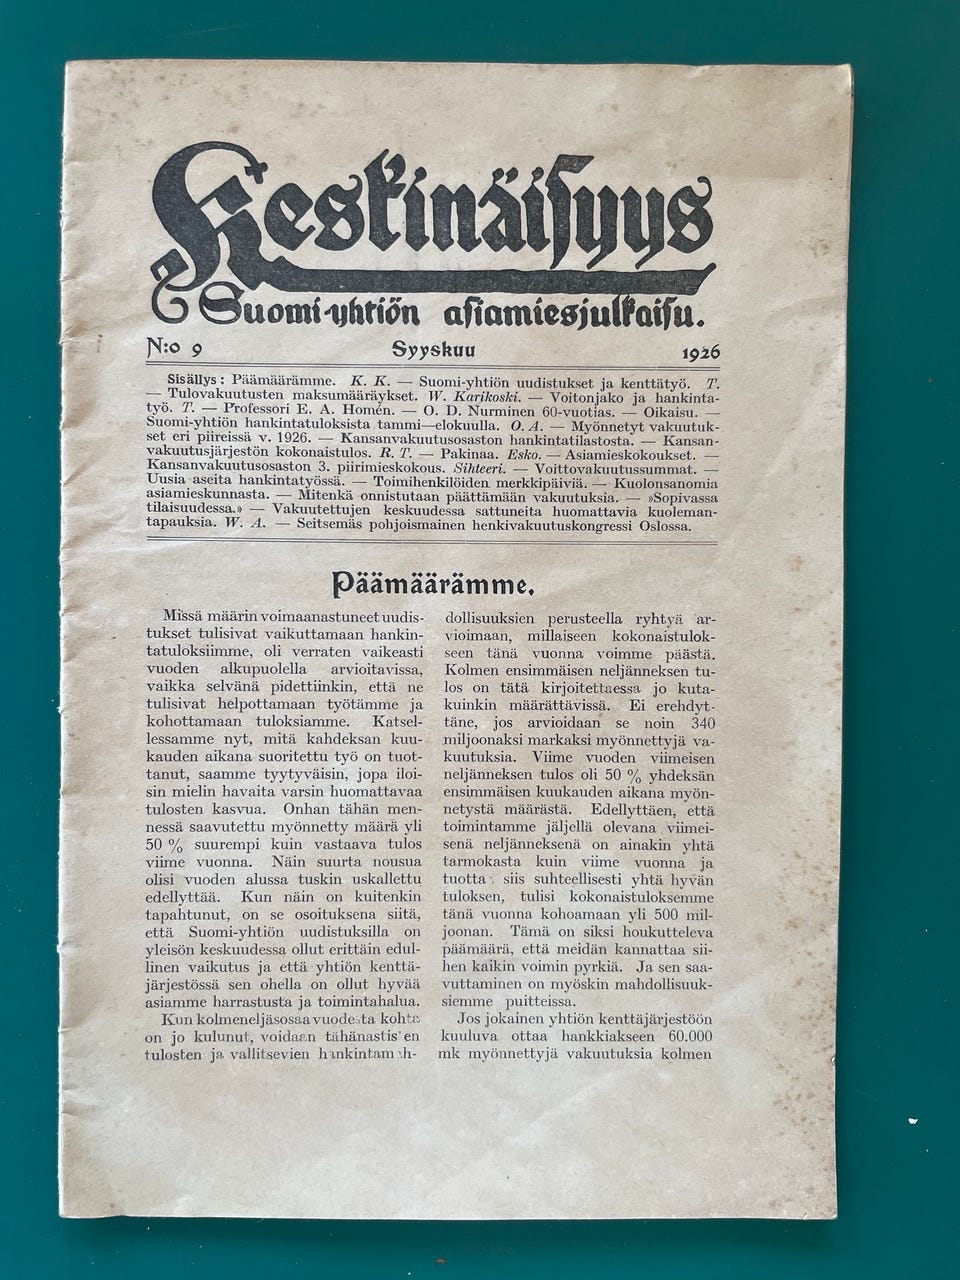 Keskinäisyys
Suomi-yhtiön asiamiesjulkaisu.
N:o 9 Syyskuu 1926
Sisällys: Päämäärämme. K. K. — Suomi-yhtiön uudistukset ja kenttätyö. T.
— Tulovakuutusten maksumääräykset. W. Karikoski. — Voitonjako ja hankinta-
työ. T. — Professori E. A. Homén. — O. D. Nurminen 60-vuotias. — Oikaisu. —
Suomi-yhtiön hankintatuloksista tammi—elokuulla. O. A. — Myönnetyt vakuutuk-
set eri piireissä v. 1926. — Kansanvakuutusosaston hankintatilastosta. — Kansan-
vakuutusjärjestön kokonaistulos. R. T. — Pakinaa. Esko. — Asiamieskokoukset. —
Kansanvakuutusosaston 3. piirimieskokous. Sihteeri. — Voittovakuutussummat. —
Uusia aseita hankintatyössä. — Toimihenkilöiden merkkipäiviä. — Kuolonsanomia
asiamieskunnasta. — Mitenkä onnistutaan päättämään vakuutuksia. — »Sopivassa
tilaisuudessa.» — Vakuutettujen keskuudessa sattuneita huomattavia kuoleman-
tapauksia. W. A. — Seitsemäs pohjoismainen henkivakuutuskongressi Oslossa.
Päämäärämme.
Missä määrin voimaanastuneet uudis-
tukset tulisivat vaikuttamaan hankin-
tatuloksiimme, oli verraten vaikeasti
vuoden alkupuolella arvioitavissa,
vaikka selvänä pidettiinkin, että ne
tulisivat helpottamaan työtämme ja
kohottamaan tuloksiamme. Katsel-
lessamme nyt, mitä kahdeksan kuu-
kauden aikana suoritettu työ on tuot-
tanut, saamme tyytyväisin, jopa iloi-
sin mielin havaita varsin huomattavaa
tulosten kasvua. Onhan tähän men-
nessä saavutettu myönnetty määrä yli
50 % suurempi kuin vastaava tulos
viime vuonna. Näin suurta nousua
olisi vuoden alussa tuskin uskallettu
edellyttää. Kun näin on kuitenkin
tapahtunut, on se osoituksena siitä,
että Suomi-yhtiön uudistuksilla on
yleisön keskuudessa ollut erittäin edul-
linen vaikutus ja että yhtiön kenttä-
järjestössä sen ohella on ollut hyvää
asiamme harrastusta ja toimintahalua.
Kun kolmeneljäsosaa vuodesta kohta
on jo kulunut, voidaan tähänastisen
tulosten ja vallitsevien hankintamah-
dollisuuksien perusteella ryhtyä ar-
vioimaan, millaiseen kokonaistulok-
seen tänä vuonna voimme päästä.
Kolmen ensimmäisen neljänneksen tu-
los on tätä kirjoitettaessa jo kuta-
kuinkin määrättävissä. Ei erehdyt-
täne, jos arvioidaan se noin 340
miljoonaksi markaksi myönnettyjä va-
kuutuksia. Viime vuoden viimeisen
neljänneksen tulos oli 50 % yhdeksän
ensimmäisen kuukauden aikana myön-
netystä määrästä. Edellyttäen, että
toimintamme jäljellä olevana viimei-
senä neljänneksenä on ainakin yhtä
tarmokasta kuin viime vuonna ja
tuottaa siis suhteellisesti yhtä hyvän
tuloksen, tulisi kokonaistuloksemme
tänä vuonna kohoamaan yli 500 mil-
joonan. Tämä on siksi houkutteleva
päämäärä, että meidän kannattaa sii-
hen kaikin voimin pyrkiä. Ja sen saa-
vuttaminen on myöskin mahdollisuuk-
siemme puitteissa.
Jos jokainen yhtiön kenttäjärjestöön
kuuluva ottaa hankkiakseen 60.000
mk myönnettyjä vakuutuksia kolmen